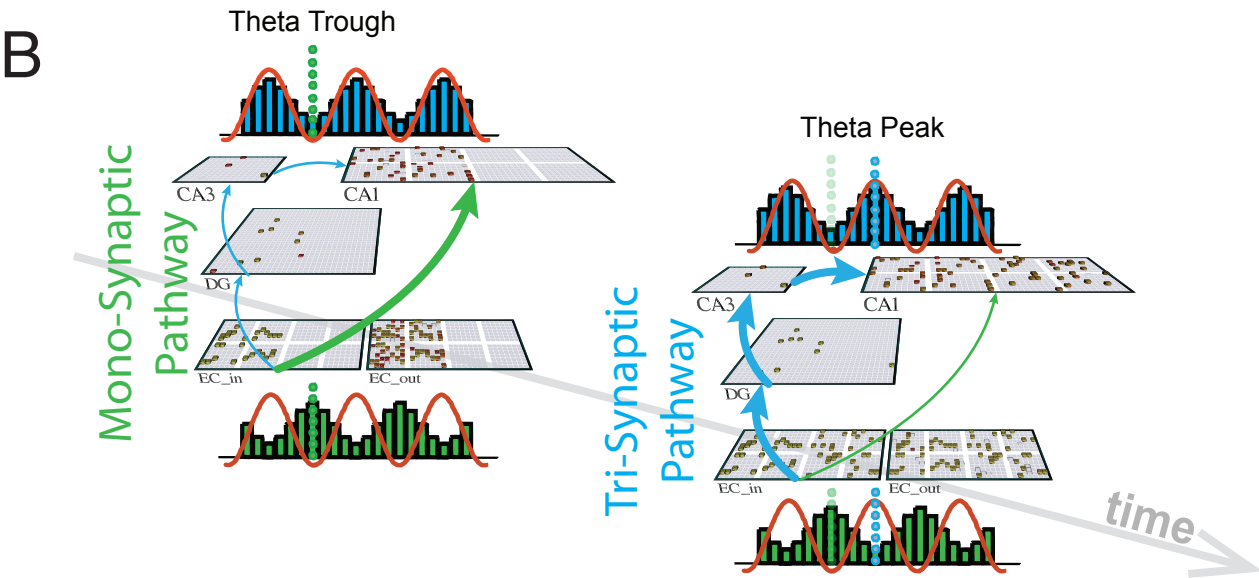 B
Theta Trough
Mono-Synaptic
Pathway
CA3
CA1
DG
EC_in
EC_out
Theta Peak
Tri-Synaptic
Pathway
CA3
CA1
DG
EC_in
EC_out
time